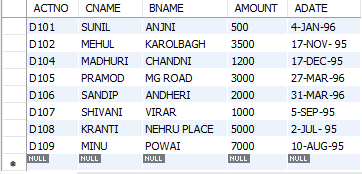 ACTNO CNAME BNAME AMOUNT ADATE
D101 SUNIL ANJNI 500 4-JAN-96
D102 MEHUL KAROLBAGH 3500 17-NOV- 95
D104 MADHURI CHANDNI 1200 17-DEC-95
D105 PRAMOD MG ROAD 3000 27-MAR-96
D106 SANDIP ANDHERI 2000 31-MAR-96
D107 SHIVANI VIRAR 1000 5-SEP-95
D108 KRANTI NEHRU PLACE 5000 2-JUL- 95
D109 MINU POWAI 7000 10-AUG-95
NULL NULL NULL NULL NULL